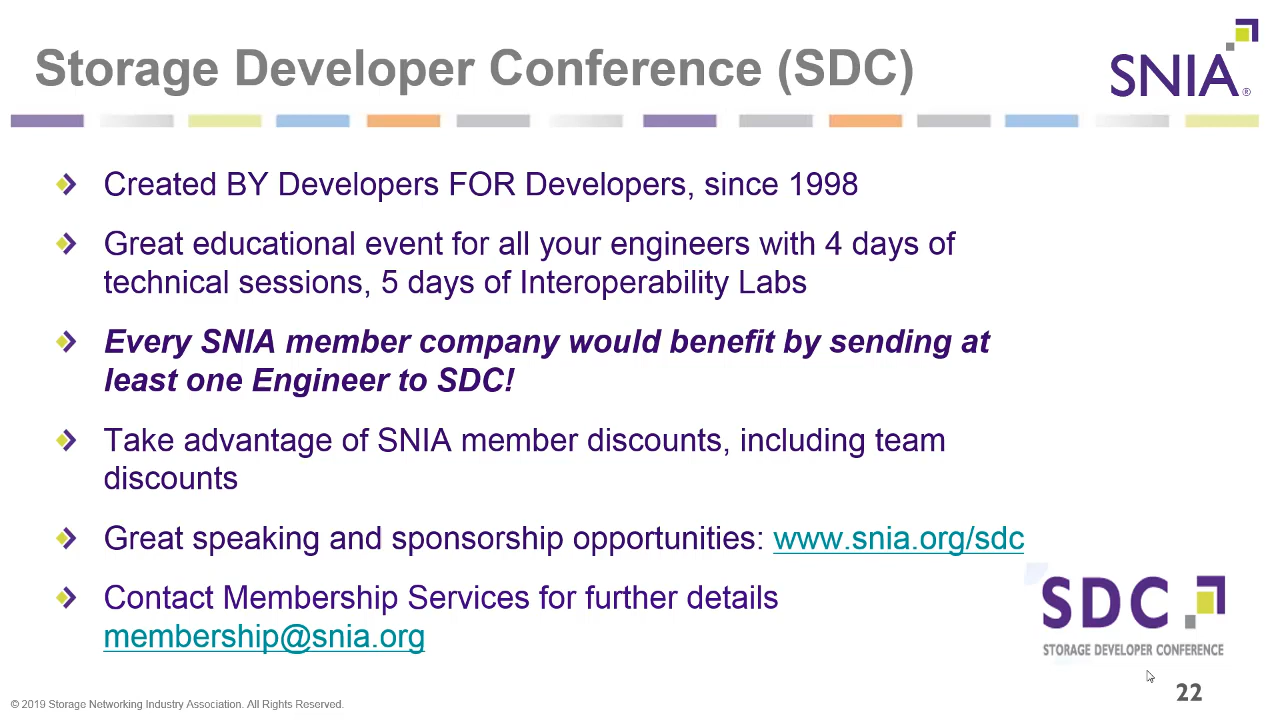 Storage Developer Conference (SDC)
SNIA®
Created BY Developers FOR Developers, since 1998
Great educational event for all your engineers with 4 days of
technical sessions, 5 days of Interoperability Labs
Every SNIA member company would benefit by sending at
least one Engineer to SDC!
Take advantage of SNIA member discounts, including team
discounts
Great speaking and sponsorship opportunities: www.snia.org/sdc
Contact Membership Services for further details
membership@snia.org
SDC
STORAGE DEVELOPER CONFERENCE
© 2019 Storage Networking Industry Association. All Rights Reserved.
22